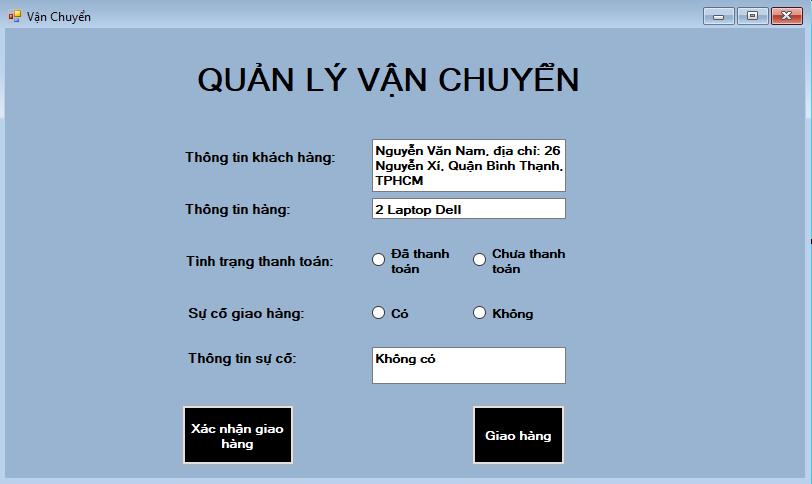 Vận Chuyển
QUẢN LÝ VẬN CHUYỂN
Thông tin khách hàng:
Nguyễn Văn Nam, địa chỉ: 26
Nguyễn Xí, Quận Bình Thạnh,
TPHCM
Thông tin hàng:
2 Laptop Dell
Tình trạng thanh toán:
Đã thanh
toán
Chưa thanh
toán
Sự cố giao hàng:
Có
Không
Thông tin sự cố:
Không có
Xác nhận giao
hàng
Giao hàng